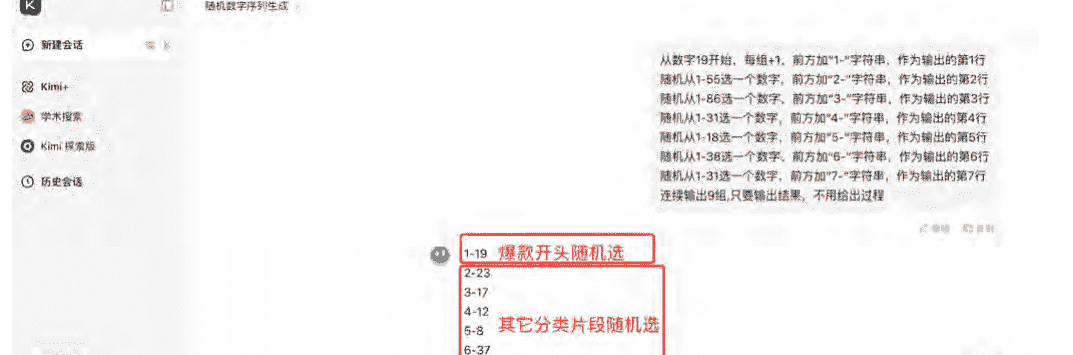 K
随机数字序列生成
新建会话
Kimi+
学术搜索
Kimi 探索版
历史会话
从数字19开始，每组+1，前方加“1-”字符串，作为输出的第1行
随机从1-55选一个数字，前方加“2-”字符串，作为输出的第2行
随机从1-86选一个数字，前方加“3-”字符串，作为输出的第3行
随机从1-31选一个数字，前方加“4-”字符串，作为输出的第4行
随机从1-18选一个数字，前方加“5-”字符串，作为输出的第5行
随机从1-38选一个数字，前方加“6-”字符串，作为输出的第6行
随机从1-31选一个数字，前方加“7-”字符串，作为输出的第7行
连续输出9组,只要输出结果，不用给出过程
1-19 爆款开头随机选
2-23
3-17
4-12
其它分类片段随机选
5-8
6-37